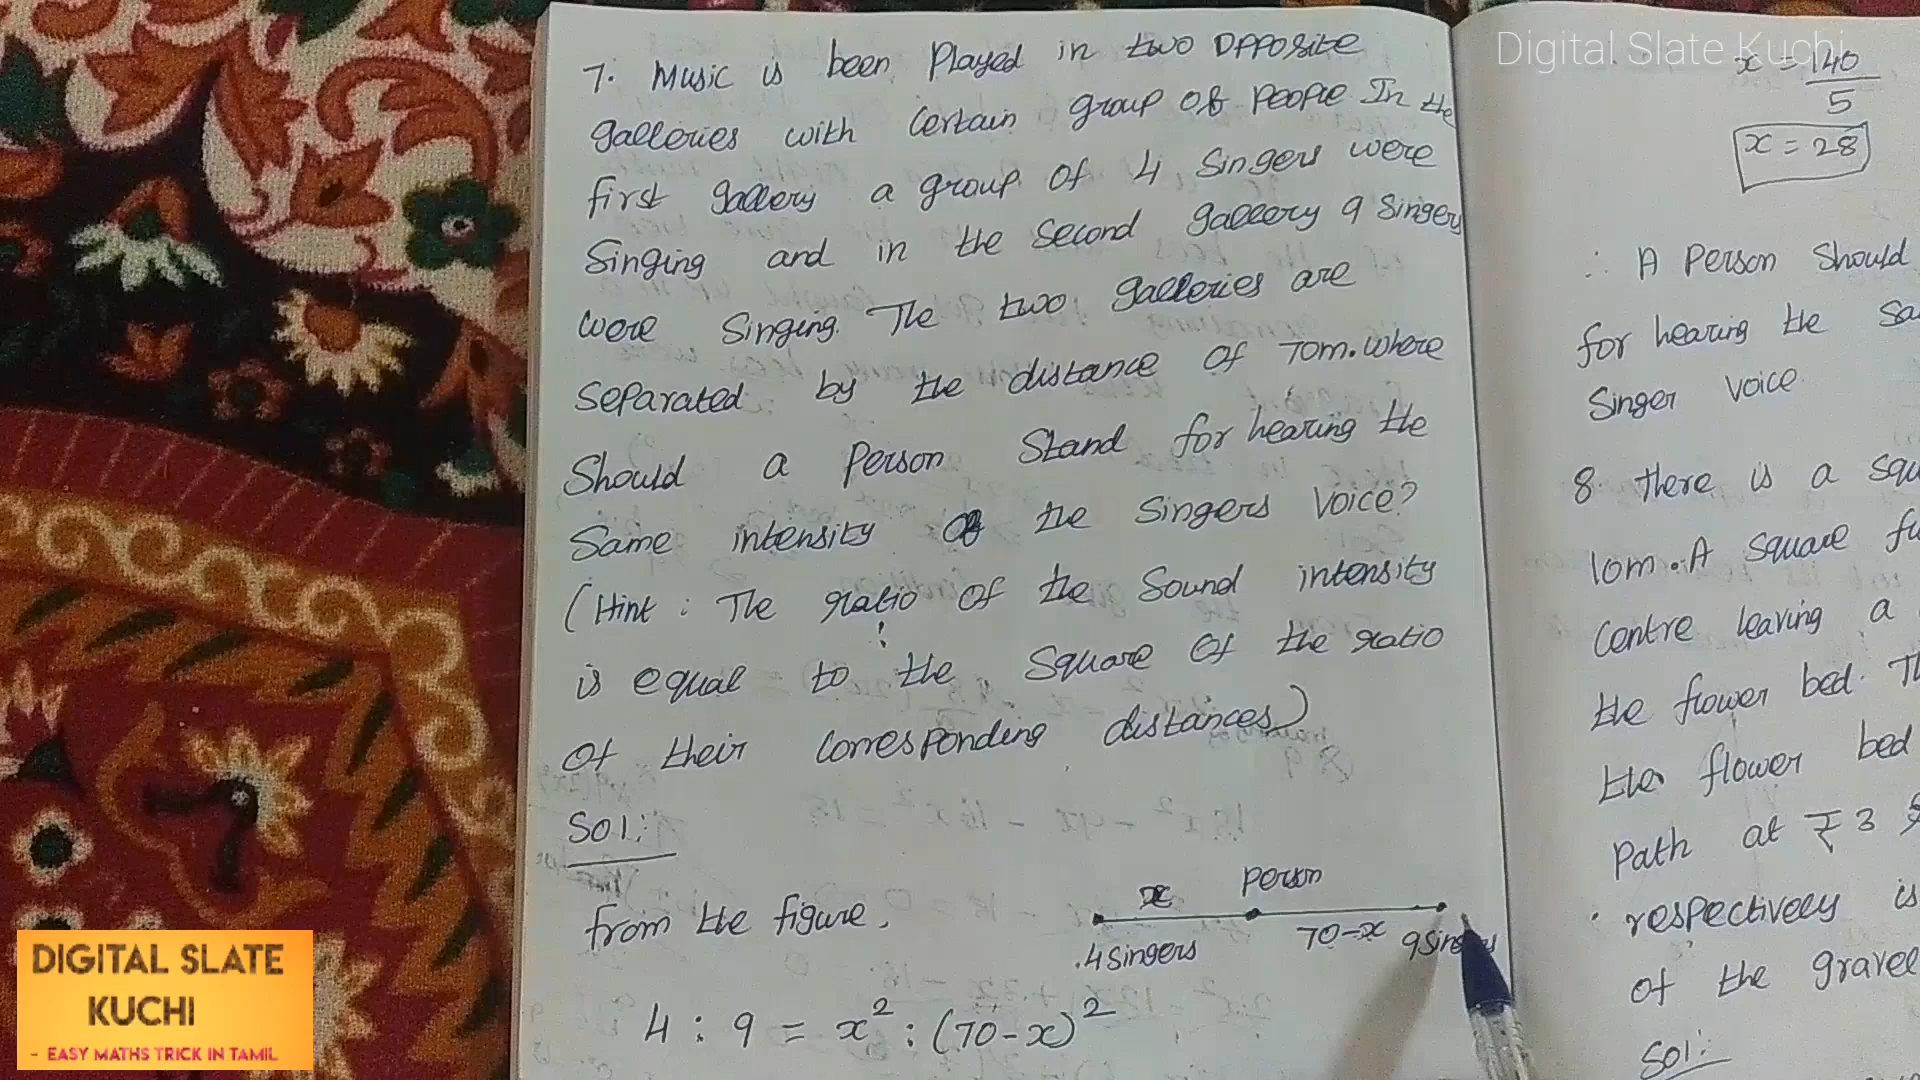 7. Music is been Played in two opposite
galleries with certain group of people In the
first gallery a group of 4 Singers were
Singing and in the second gallery 9 Singers
were Singing. The two galleries are
separated by the distance of 70m. where
Should a Person Stand for hearing the
Same intensity of the Singers voice?
(Hint : The ratio of the Sound intensity
is equal to the Square of the ratio
of their corresponding distances)
Sol:
from the figure,
x Person
4 Singers 70-x 9 Singers
4 : 9 = x² : (70-x)²
Digital Slate Kuchi
x = 140
5
x = 28
∴ A Person Should
for hearing the
Singer voice.
8. there is a
10m. A square
centre leaving a
the flower bed.
the flower bed
Path at ₹ 3
respectively is
of the
Sol:
DIGITAL SLATE
KUCHI
- EASY MATHS TRICK IN TAMIL